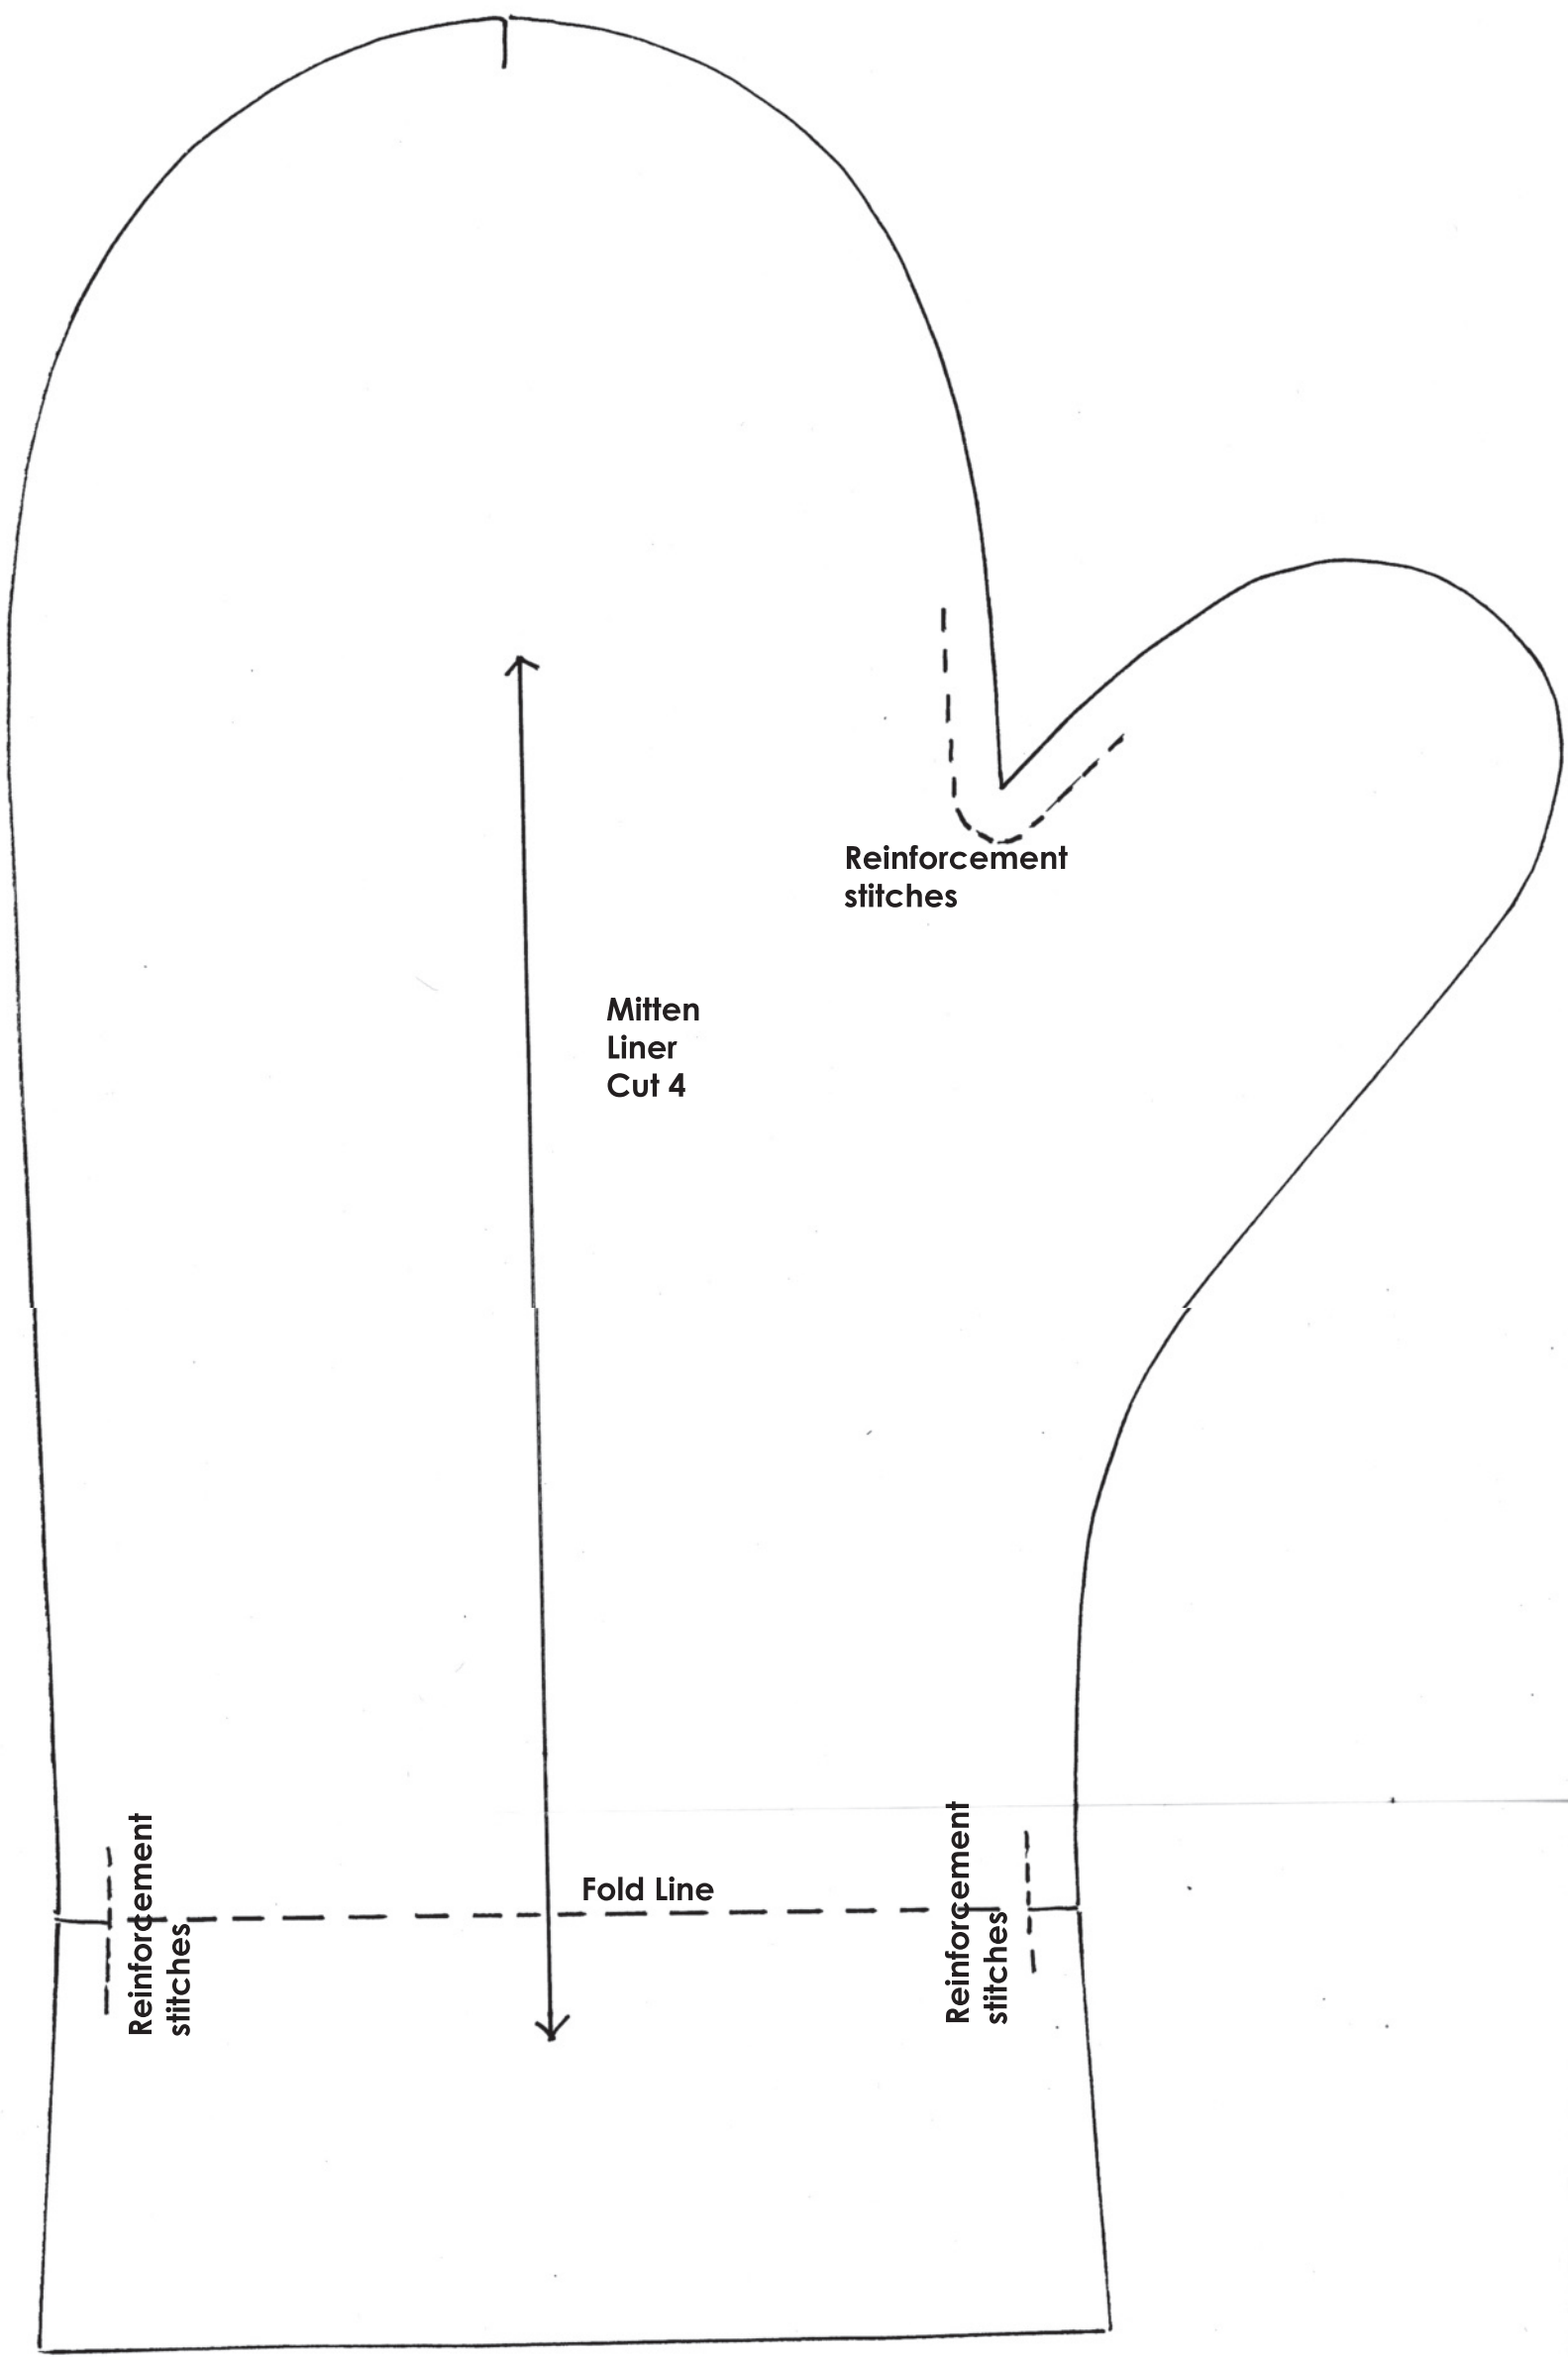 Reinforcement
stitches
Mitten
Liner
Cut 4
Fold Line
Reinforcement
stitches
Reinforcement
stitches